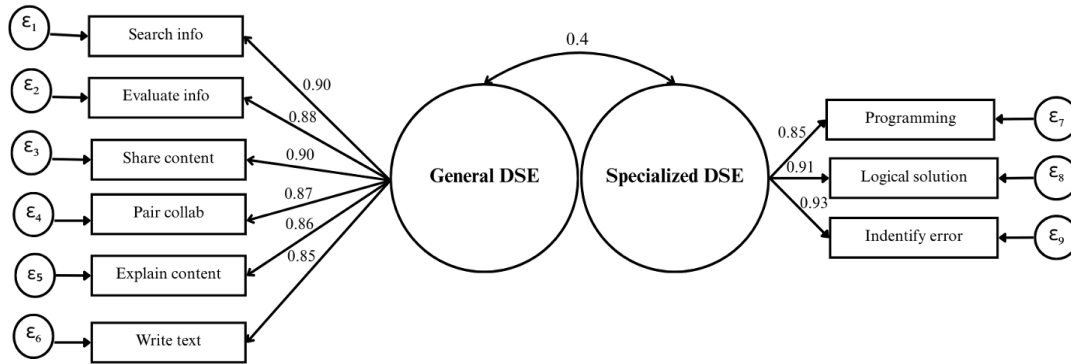 0.4
ε1
Search info
0.90
ε2
Evaluate info
0.88
ε3
Share content
0.90
ε4
Pair collab
0.87
ε5
Explain content
0.86
ε6
Write text
0.85
General DSE
Specialized DSE
0.85
Programming
ε7
0.91
Logical solution
ε8
0.93
Indentify error
ε9